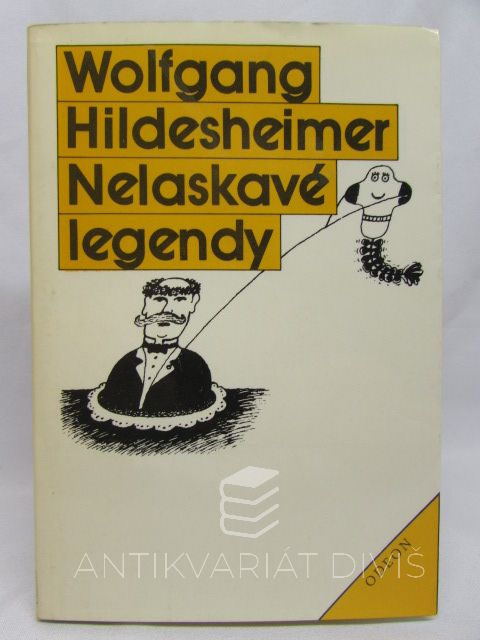 Wolfgang
Hildesheimer
Nelaskavé
legendy
ODEON
ANTIKVARIÁT DIVIŠ